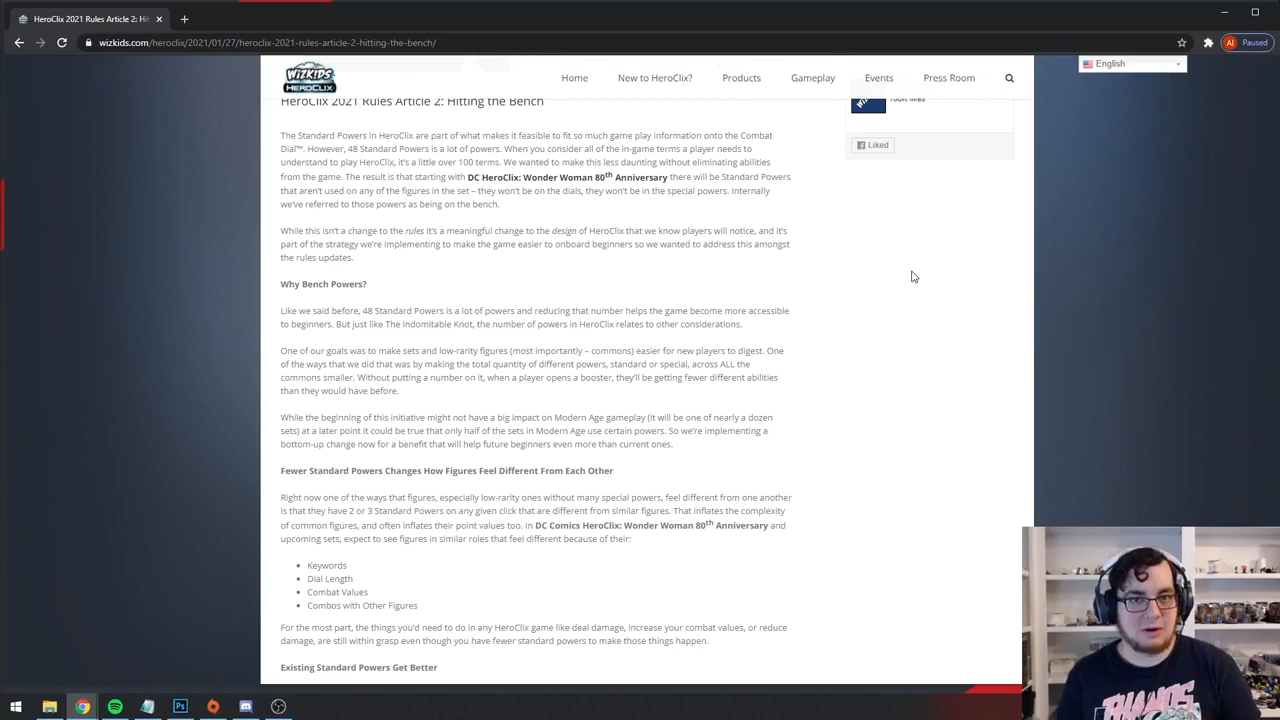 HeroClix 2021 Rules Article 2: Hit
wizkids.com/heroclix/2021/01/27/heroclix-2021-rules-article-2-hitting-the-bench/
AI Paused
WIZKIDS
HEROCLIX
Home New to HeroClix? Products Gameplay Events Press Room
English
HeroClix 2021 Rules Article 2: Hitting the Bench
Liked
The Standard Powers in HeroClix are part of what makes it feasible to fit so much game play information onto the Combat
Dial™. However, 48 Standard Powers is a lot of powers. When you consider all of the in-game terms a player needs to
understand to play HeroClix, it's a little over 100 terms. We wanted to make this less daunting without eliminating abilities
from the game. The result is that starting with DC HeroClix: Wonder Woman 80th Anniversary there will be Standard Powers
that aren't used on any of the figures in the set – they won't be on the dials, they won't be in the special powers. Internally
we've referred to those powers as being on the bench.
While this isn't a change to the rules it's a meaningful change to the design of HeroClix that we know players will notice, and it's
part of the strategy we're implementing to make the game easier to onboard beginners so we wanted to address this amongst
the rules updates.
Why Bench Powers?
Like we said before, 48 Standard Powers is a lot of powers and reducing that number helps the game become more accessible
to beginners. But just like The Indomitable Knot, the number of powers in HeroClix relates to other considerations.
One of our goals was to make sets and low-rarity figures (most importantly – commons) easier for new players to digest. One
of the ways that we did that was by making the total quantity of different powers, standard or special, across ALL the
commons smaller. Without putting a number on it, when a player opens a booster, they'll be getting fewer different abilities
than they would have before.
While the beginning of this initiative might not have a big impact on Modern Age gameplay (it will be one of nearly a dozen
sets) at a later point it could be true that only half of the sets in Modern Age use certain powers. So we're implementing a
bottom-up change now for a benefit that will help future beginners even more than current ones.
Fewer Standard Powers Changes How Figures Feel Different From Each Other
Right now one of the ways that figures, especially low-rarity ones without many special powers, feel different from one another
is that they have 2 or 3 Standard Powers on any given click that are different from similar figures. That inflates the complexity
of common figures, and often inflates their point values too. In DC Comics HeroClix: Wonder Woman 80th Anniversary and
upcoming sets, expect to see figures in similar roles that feel different because of their:
• Keywords
• Dial Length
• Combat Values
• Combos with Other Figures
For the most part, the things you'd need to do in any HeroClix game like deal damage, increase your combat values, or reduce
damage, are still within grasp even though you have fewer standard powers to make those things happen.
Existing Standard Powers Get Better